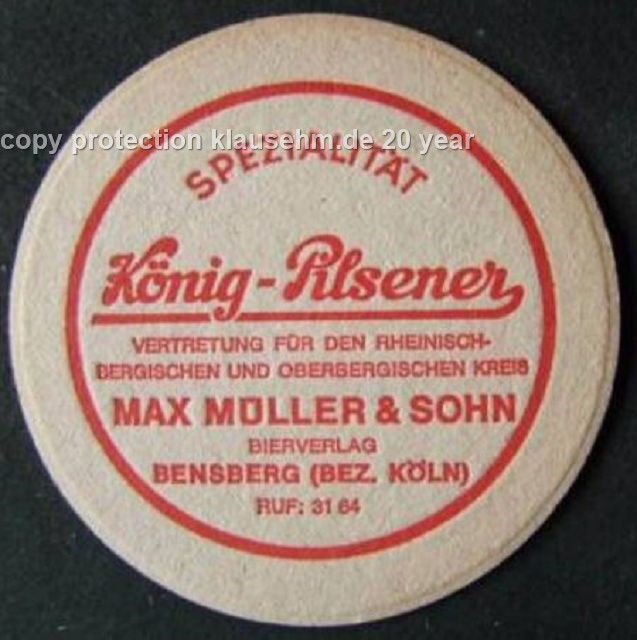 copy protection klausehm.de 20 year
SPEZIALITÄT
König-Pilsener
VERTRETUNG FÜR DEN RHEINISCH-
BERGISCHEN UND OBERBERGISCHEN KREIS
MAX MÜLLER & SOHN
BIERVERLAG
BENSBERG (BEZ. KÖLN)
RUF: 31 64